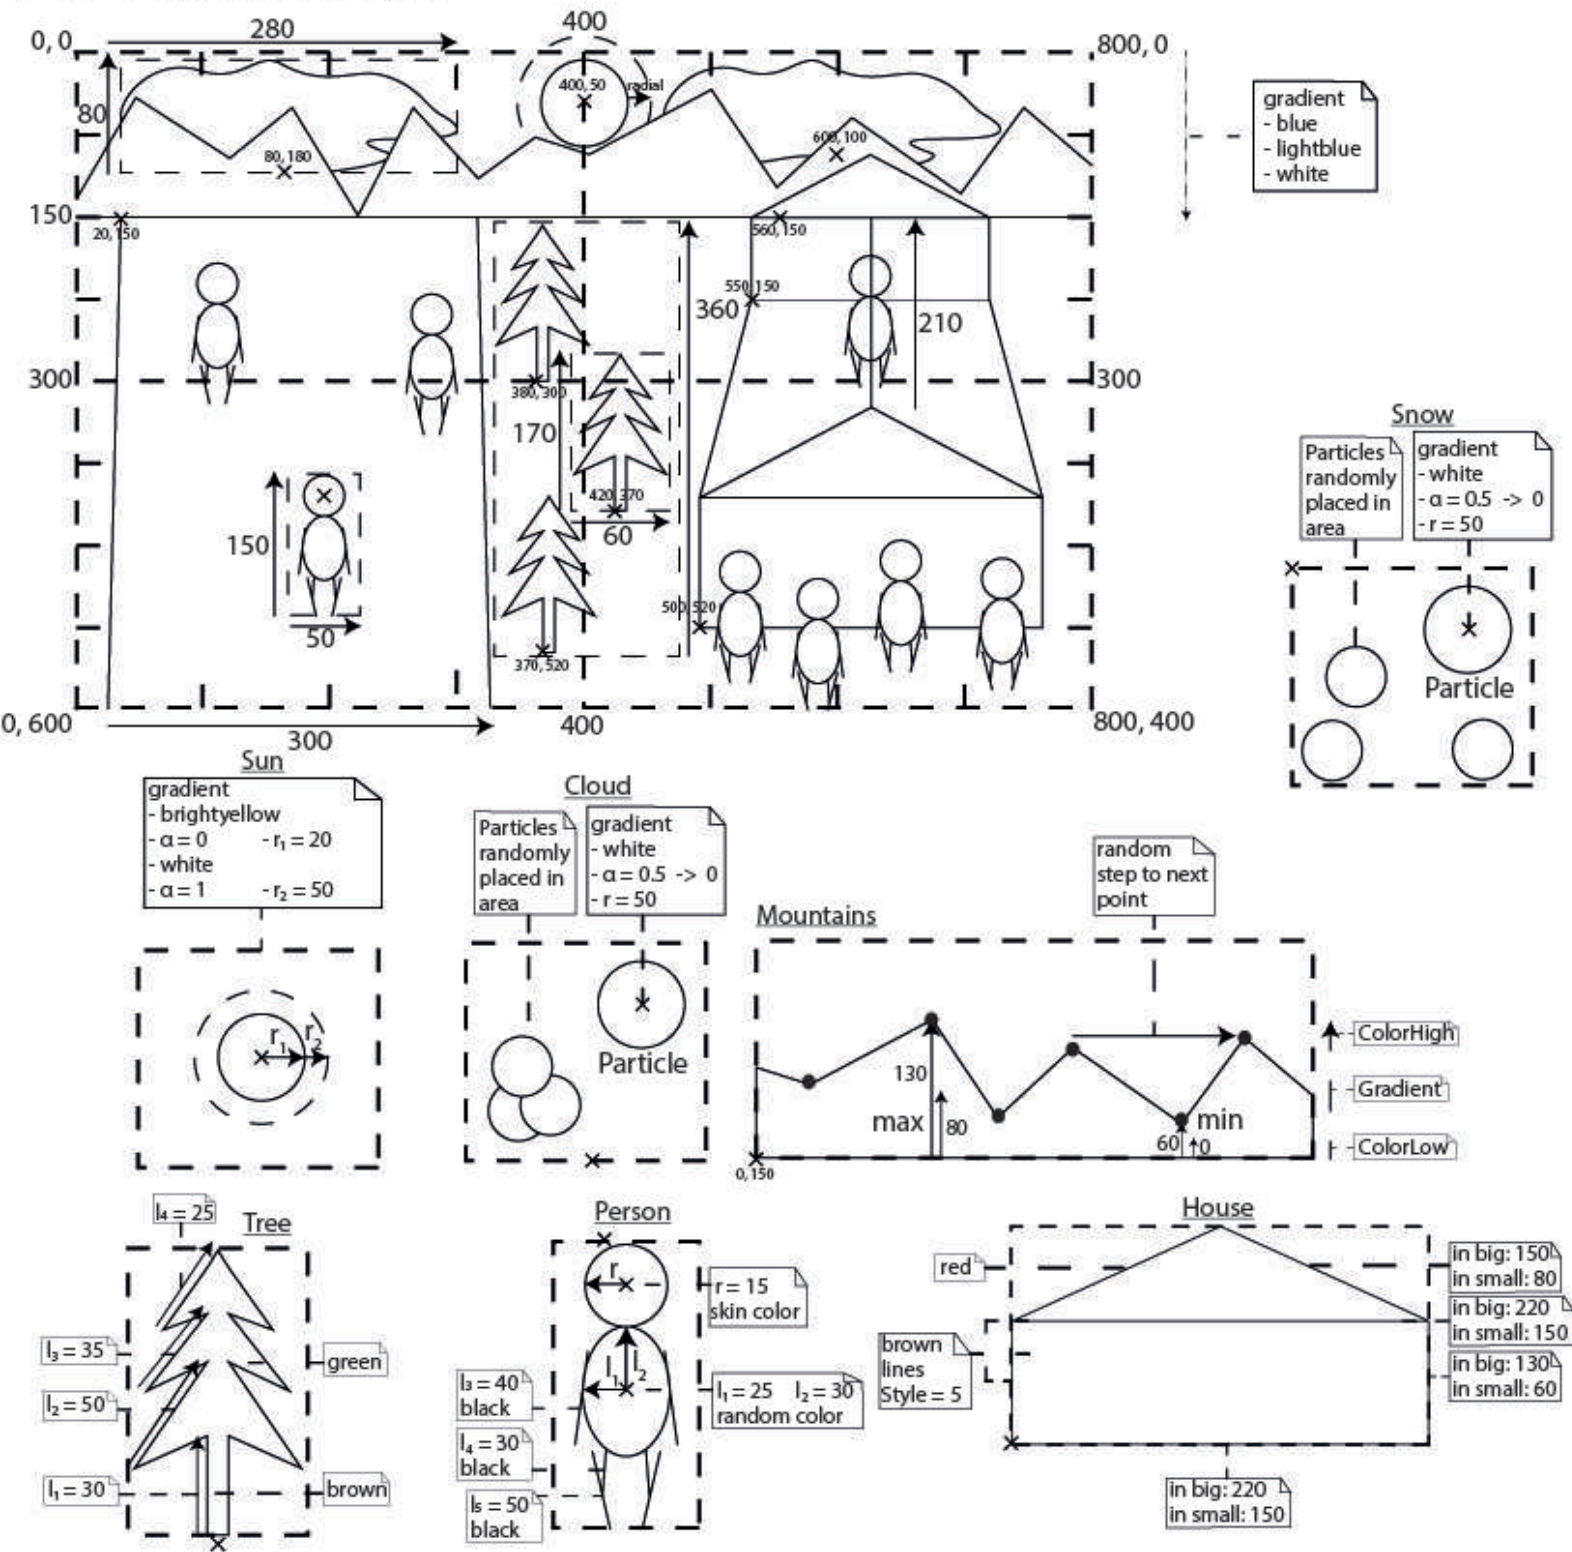 280
400
0, 0
800, 0
400,50
radial
80
600,100
80,180
gradient
- blue
- lightblue
- white
150
20,150
560,150
550,150
360
210
300
380,300
300
170
420,370
60
150
50
500,520
370,520
0, 600
300
400
800, 400
Snow
Particles
randomly
placed in
area
gradient
- white
- α = 0.5 -> 0
- r = 50
Particle
Sun
gradient
- brightyellow
- α = 0 - r₁ = 20
- white
- α = 1 - r₂ = 50
r₁ r₂
Cloud
Particles
randomly
placed in
area
gradient
- white
- α = 0.5 -> 0
- r = 50
Particle
Mountains
random
step to next
point
130
max
80
min
60
0
0,150
ColorHigh
Gradient
ColorLow
Tree
l₄ = 25
l₃ = 35
green
l₂ = 50
l₁ = 30
brown
Person
r
r = 15
skin color
l₁ l₂
l₃ = 40
black
l₁ = 25 l₂ = 30
random color
l₄ = 30
black
l₅ = 50
black
House
red
in big: 150
in small: 80
in big: 220
in small: 150
brown
lines
Style = 5
in big: 130
in small: 60
in big: 220
in small: 150